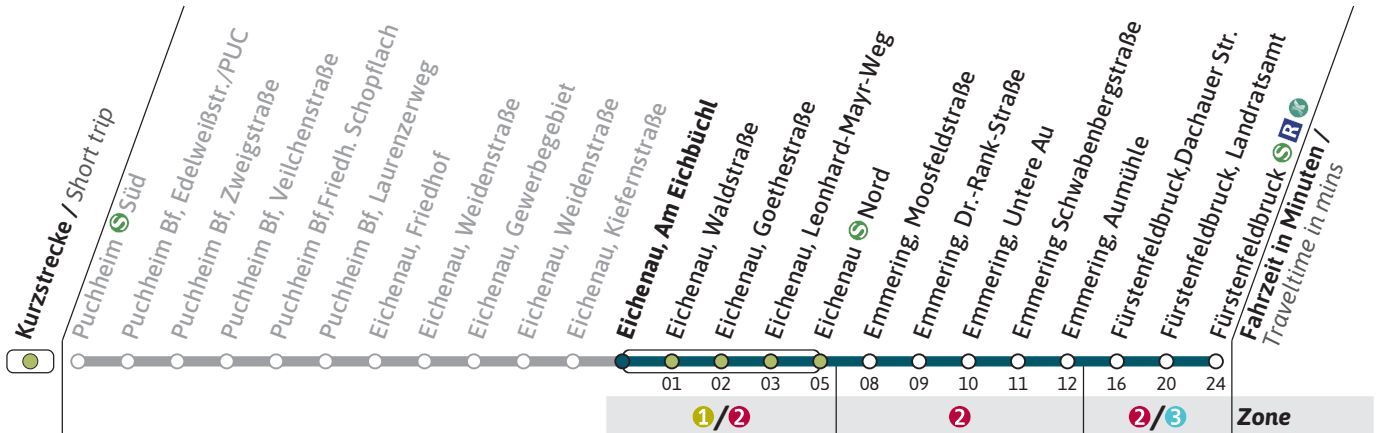 Kurzstrecke / Short trip
Puchheim S Süd
Puchheim Bf, Edelweißstr./PUC
Puchheim Bf, Zweigstraße
Puchheim Bf, Veilchenstraße
Puchheim Bf,Friedh. Schopflach
Puchheim Bf, Laurenzerweg
Eichenau, Friedhof
Eichenau, Weidenstraße
Eichenau, Gewerbegebiet
Eichenau, Weidenstraße
Eichenau, Kiefernstraße
Eichenau, Am Eichbüchl
Eichenau, Waldstraße
Eichenau, Goethestraße
Eichenau, Leonhard-Mayr-Weg
Eichenau S Nord
Emmering, Moosfeldstraße
Emmering, Dr.-Rank-Straße
Emmering, Untere Au
Emmering Schwabenbergstraße
Emmering, Aumühle
Fürstenfeldbruck,Dachauer Str.
Fürstenfeldbruck, Landratsamt
Fürstenfeldbruck S R K
Fahrzeit in Minuten /
Traveltime in mins
01 02 03 05 08 09 10 11 12 16 20 24
1/2 2 2/3 Zone